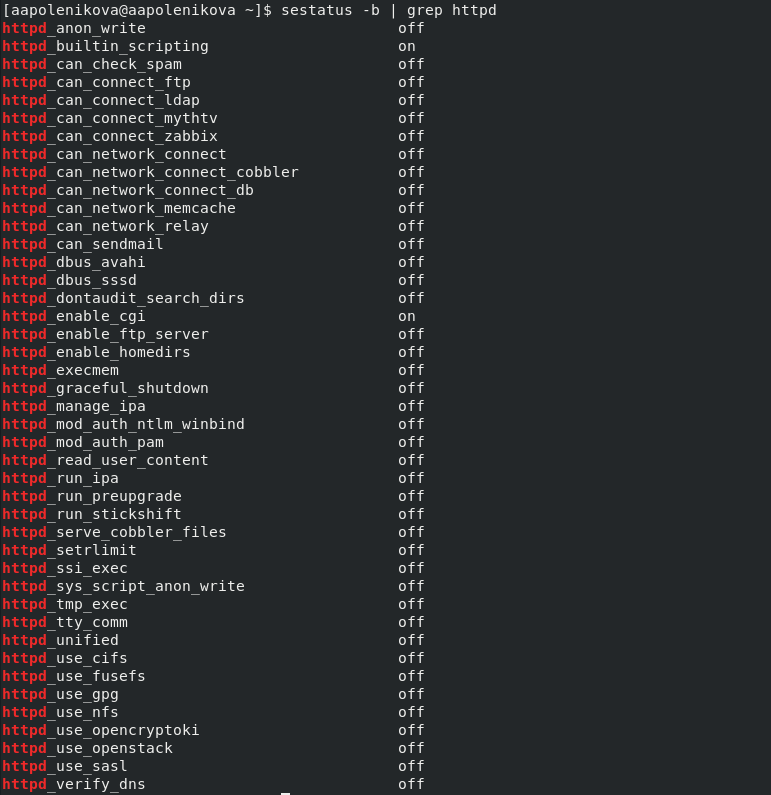 [aapolenikova@aapolenikova ~]$ sestatus -b | grep httpd
httpd_anon_write off
httpd_builtin_scripting on
httpd_can_check_spam off
httpd_can_connect_ftp off
httpd_can_connect_ldap off
httpd_can_connect_mythtv off
httpd_can_connect_zabbix off
httpd_can_network_connect off
httpd_can_network_connect_cobbler off
httpd_can_network_connect_db off
httpd_can_network_memcache off
httpd_can_network_relay off
httpd_can_sendmail off
httpd_dbus_avahi off
httpd_dbus_sssd off
httpd_dontaudit_search_dirs off
httpd_enable_cgi on
httpd_enable_ftp_server off
httpd_enable_homedirs off
httpd_execmem off
httpd_graceful_shutdown off
httpd_manage_ipa off
httpd_mod_auth_ntlm_winbind off
httpd_mod_auth_pam off
httpd_read_user_content off
httpd_run_ipa off
httpd_run_preupgrade off
httpd_run_stickshift off
httpd_serve_cobbler_files off
httpd_setrlimit off
httpd_ssi_exec off
httpd_sys_script_anon_write off
httpd_tmp_exec off
httpd_tty_comm off
httpd_unified off
httpd_use_cifs off
httpd_use_fusefs off
httpd_use_gpg off
httpd_use_nfs off
httpd_use_opencryptoki off
httpd_use_openstack off
httpd_use_sasl off
httpd_verify_dns off